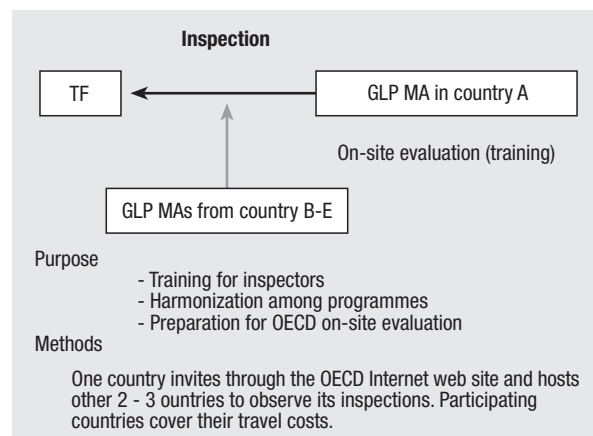 Inspection
TF
GLP MA in country A
On-site evaluation (training)
GLP MAs from country B-E
Purpose
- Training for inspectors
- Harmonization among programmes
- Preparation for OECD on-site evaluation
Methods
One country invites through the OECD Internet web site and hosts
other 2 - 3 ountries to observe its inspections. Participating
countries cover their travel costs.